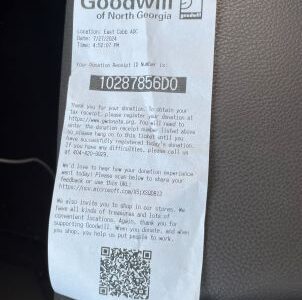 Goodwill
of North Georgia
goodwill
Location: East Cobb ADC
Date: 7/27/2024
Time: 4:52:07 PM
Your Donation Receipt ID Number is:
10287856D0
Thank you for your donation. To obtain your
tax receipt, please register your donation at
https://www.gwdonate.org. You will need to
enter the donation receipt number listed above
so please hang on to this ticket until you
have successfully registered today's donation.
If you have any difficulties, please call us
at 404-420-9929.
We'd love to hear how your donation experience
went today! Please scan below to share your
feedback or use this URL:
We also invite you to shop in our stores. We
have all kinds of treasures and lots of
convenient locations. Again, thank you for
supporting Goodwill. When you donate, and when
you shop, you help us put people to work.